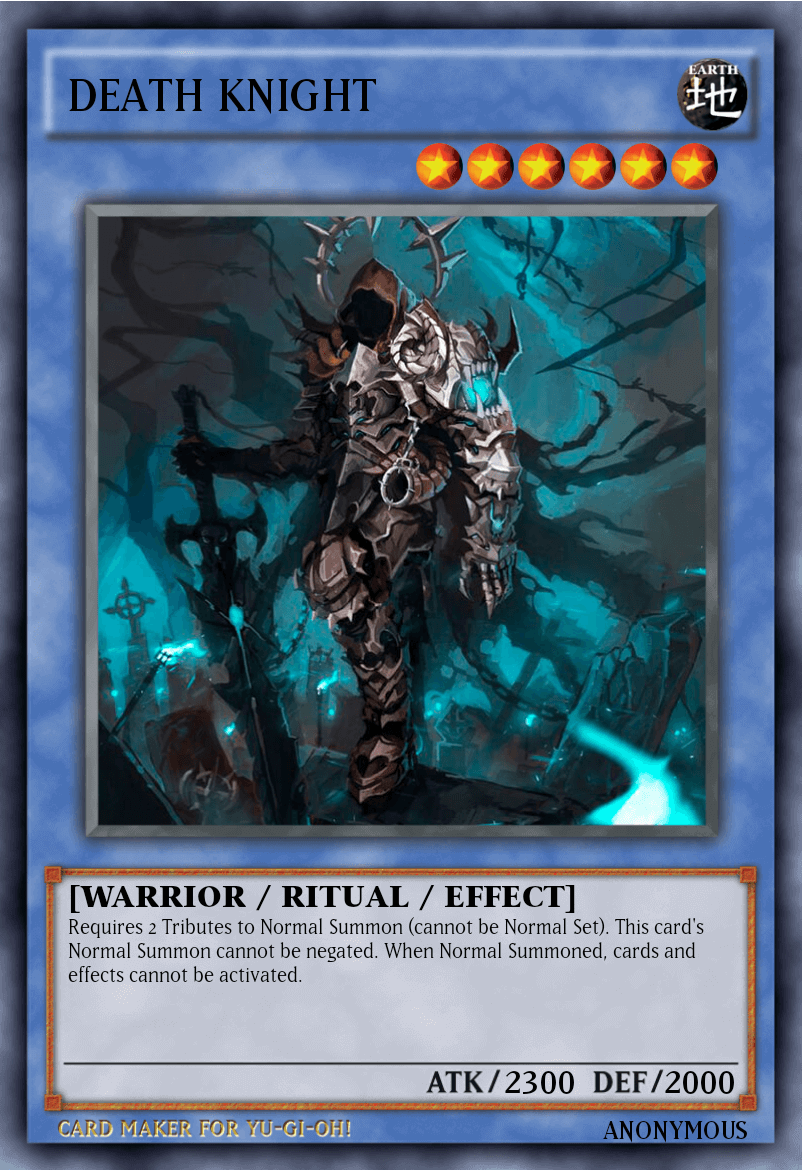 DEATH KNIGHT
EARTH
地
[WARRIOR / RITUAL / EFFECT]
Requires 2 Tributes to Normal Summon (cannot be Normal Set). This card's
Normal Summon cannot be negated. When Normal Summoned, cards and
effects cannot be activated.
ATK/2300 DEF/2000
CARD MAKER FOR YU-GI-OH!
ANONYMOUS